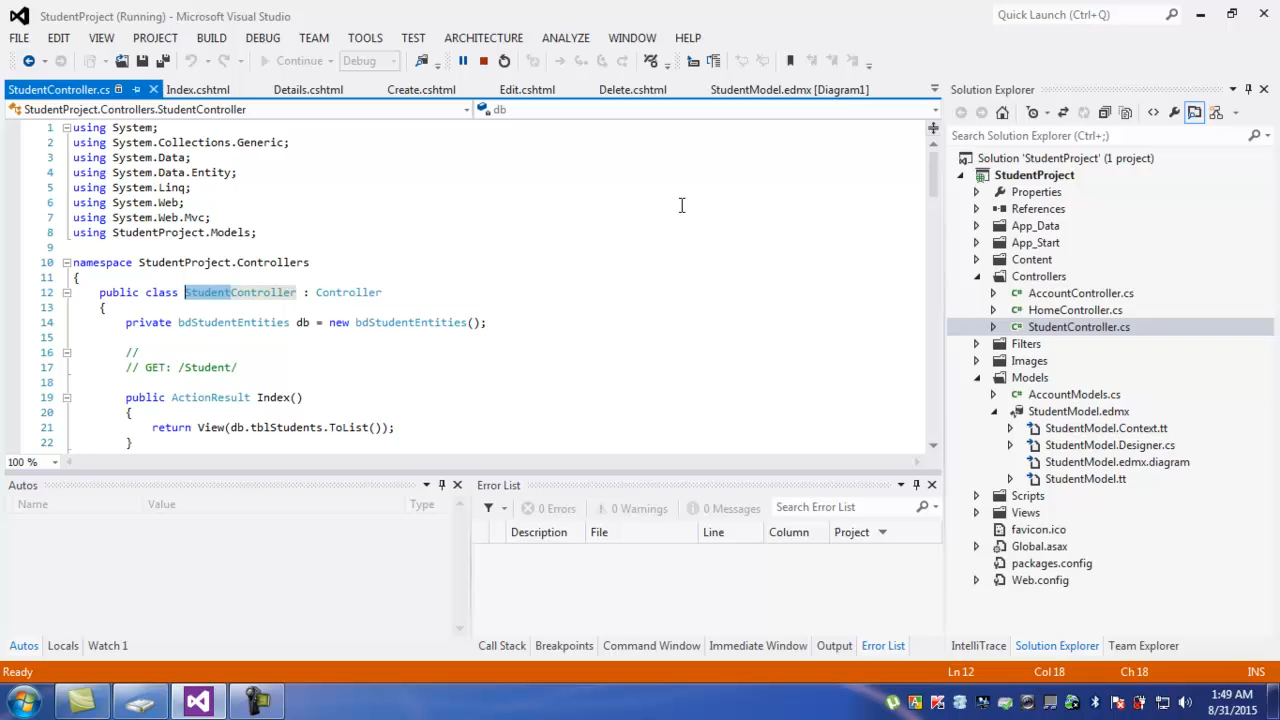 StudentProject (Running) - Microsoft Visual Studio
Quick Launch (Ctrl+Q)
FILE EDIT VIEW PROJECT BUILD DEBUG TEAM TOOLS TEST ARCHITECTURE ANALYZE WINDOW HELP
Continue Debug
StudentController.cs Index.cshtml Details.cshtml Create.cshtml Edit.cshtml Delete.cshtml StudentModel.edmx [Diagram1]
StudentProject.Controllers.StudentController db
1 using System;
2 using System.Collections.Generic;
3 using System.Data;
4 using System.Data.Entity;
5 using System.Linq;
6 using System.Web;
7 using System.Web.Mvc;
8 using StudentProject.Models;
9
10 namespace StudentProject.Controllers
11 {
12 public class StudentController : Controller
13 {
14 private bdStudentEntities db = new bdStudentEntities();
15
16 //
17 // GET: /Student/
18
19 public ActionResult Index()
20 {
21 return View(db.tblStudents.ToList());
22 }
100 %
Autos
Name Value Type
Autos Locals Watch 1
Error List
0 Errors 0 Warnings 0 Messages Search Error List
Description File Line Column Project
Call Stack Breakpoints Command Window Immediate Window Output Error List
Solution Explorer
Search Solution Explorer (Ctrl+;)
Solution 'StudentProject' (1 project)
StudentProject
Properties
References
App_Data
App_Start
Content
Controllers
AccountController.cs
HomeController.cs
StudentController.cs
Filters
Images
Models
AccountModels.cs
StudentModel.edmx
StudentModel.Context.tt
StudentModel.Designer.cs
StudentModel.edmx.diagram
StudentModel.tt
Scripts
Views
favicon.ico
Global.asax
packages.config
Web.config
IntelliTrace Solution Explorer Team Explorer
Ready Ln 12 Col 18 Ch 18 INS
1:49 AM
8/31/2015